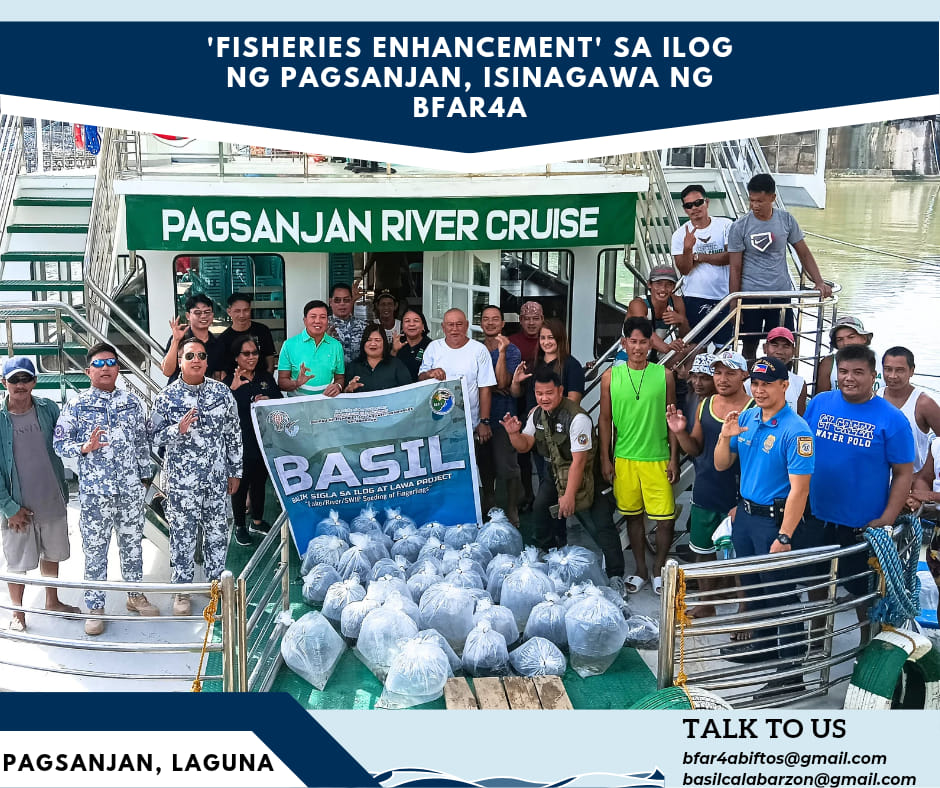 'FISHERIES ENHANCEMENT' SA ILOG
NG PAGSANJAN, ISINAGAWA NG
BFAR4A
PAGSANJAN RIVER CRUISE
BASIL
BALIK SIGLA SA ILOG AT LAWA PROJECT
"Lake/River/SWIP Seeding of Fingerlings"
WATER POLO
PAGSANJAN, LAGUNA
TALK TO US
bfar4abiftos@gmail.com
basilcalabarzon@gmail.com